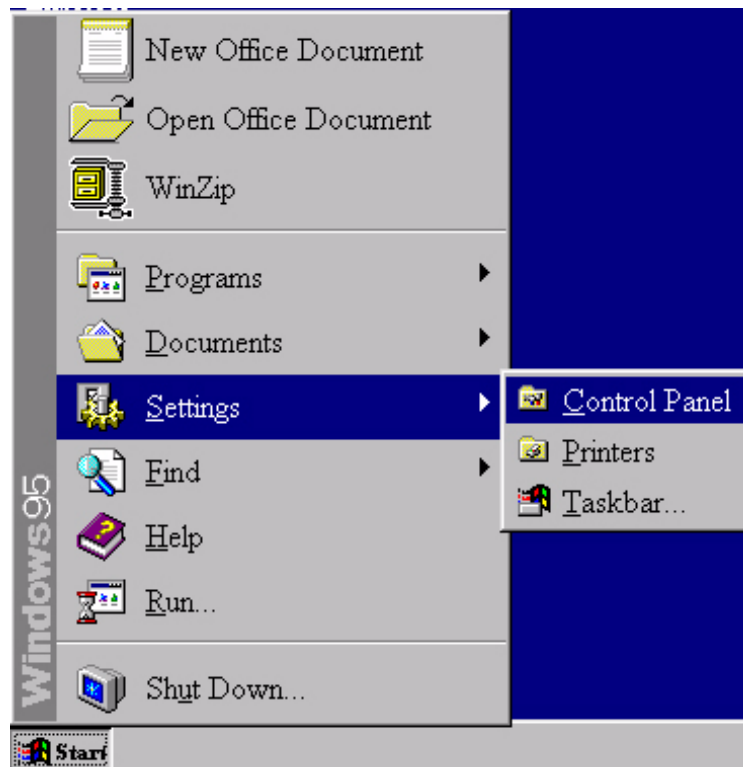 New Office Document
Open Office Document
WinZip
Programs
Documents
Settings
Find
Help
Run...
Shut Down...
Control Panel
Printers
Taskbar...
Windows95
Start